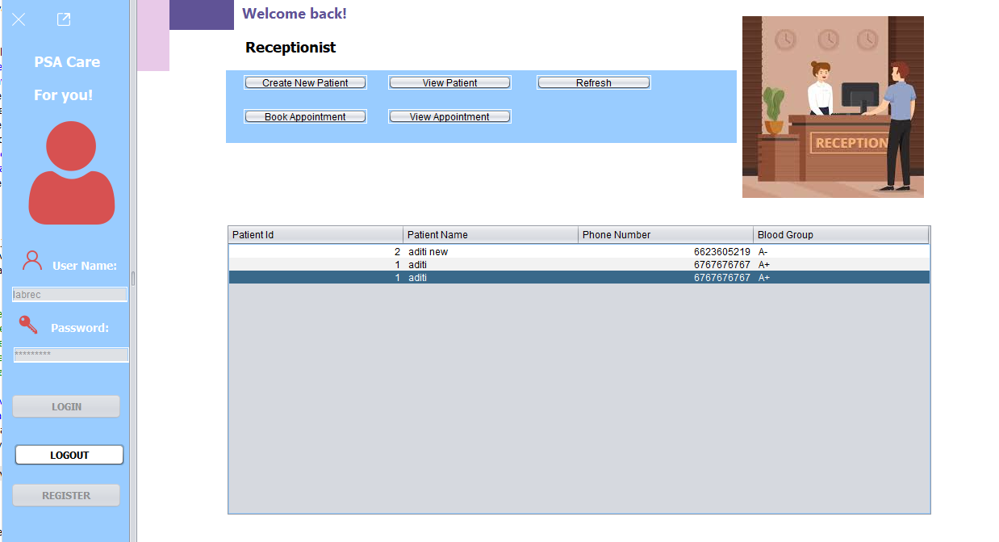 PSA Care
For you!
User Name:
labrec
Password:
*********
LOGIN
LOGOUT
REGISTER
Welcome back!
Receptionist
Create New Patient View Patient Refresh
Book Appointment View Appointment
RECEPTION
Patient Id Patient Name Phone Number Blood Group
2 aditi new 6623605219 A-
1 aditi 6767676767 A+
1 aditi 6767676767 A+